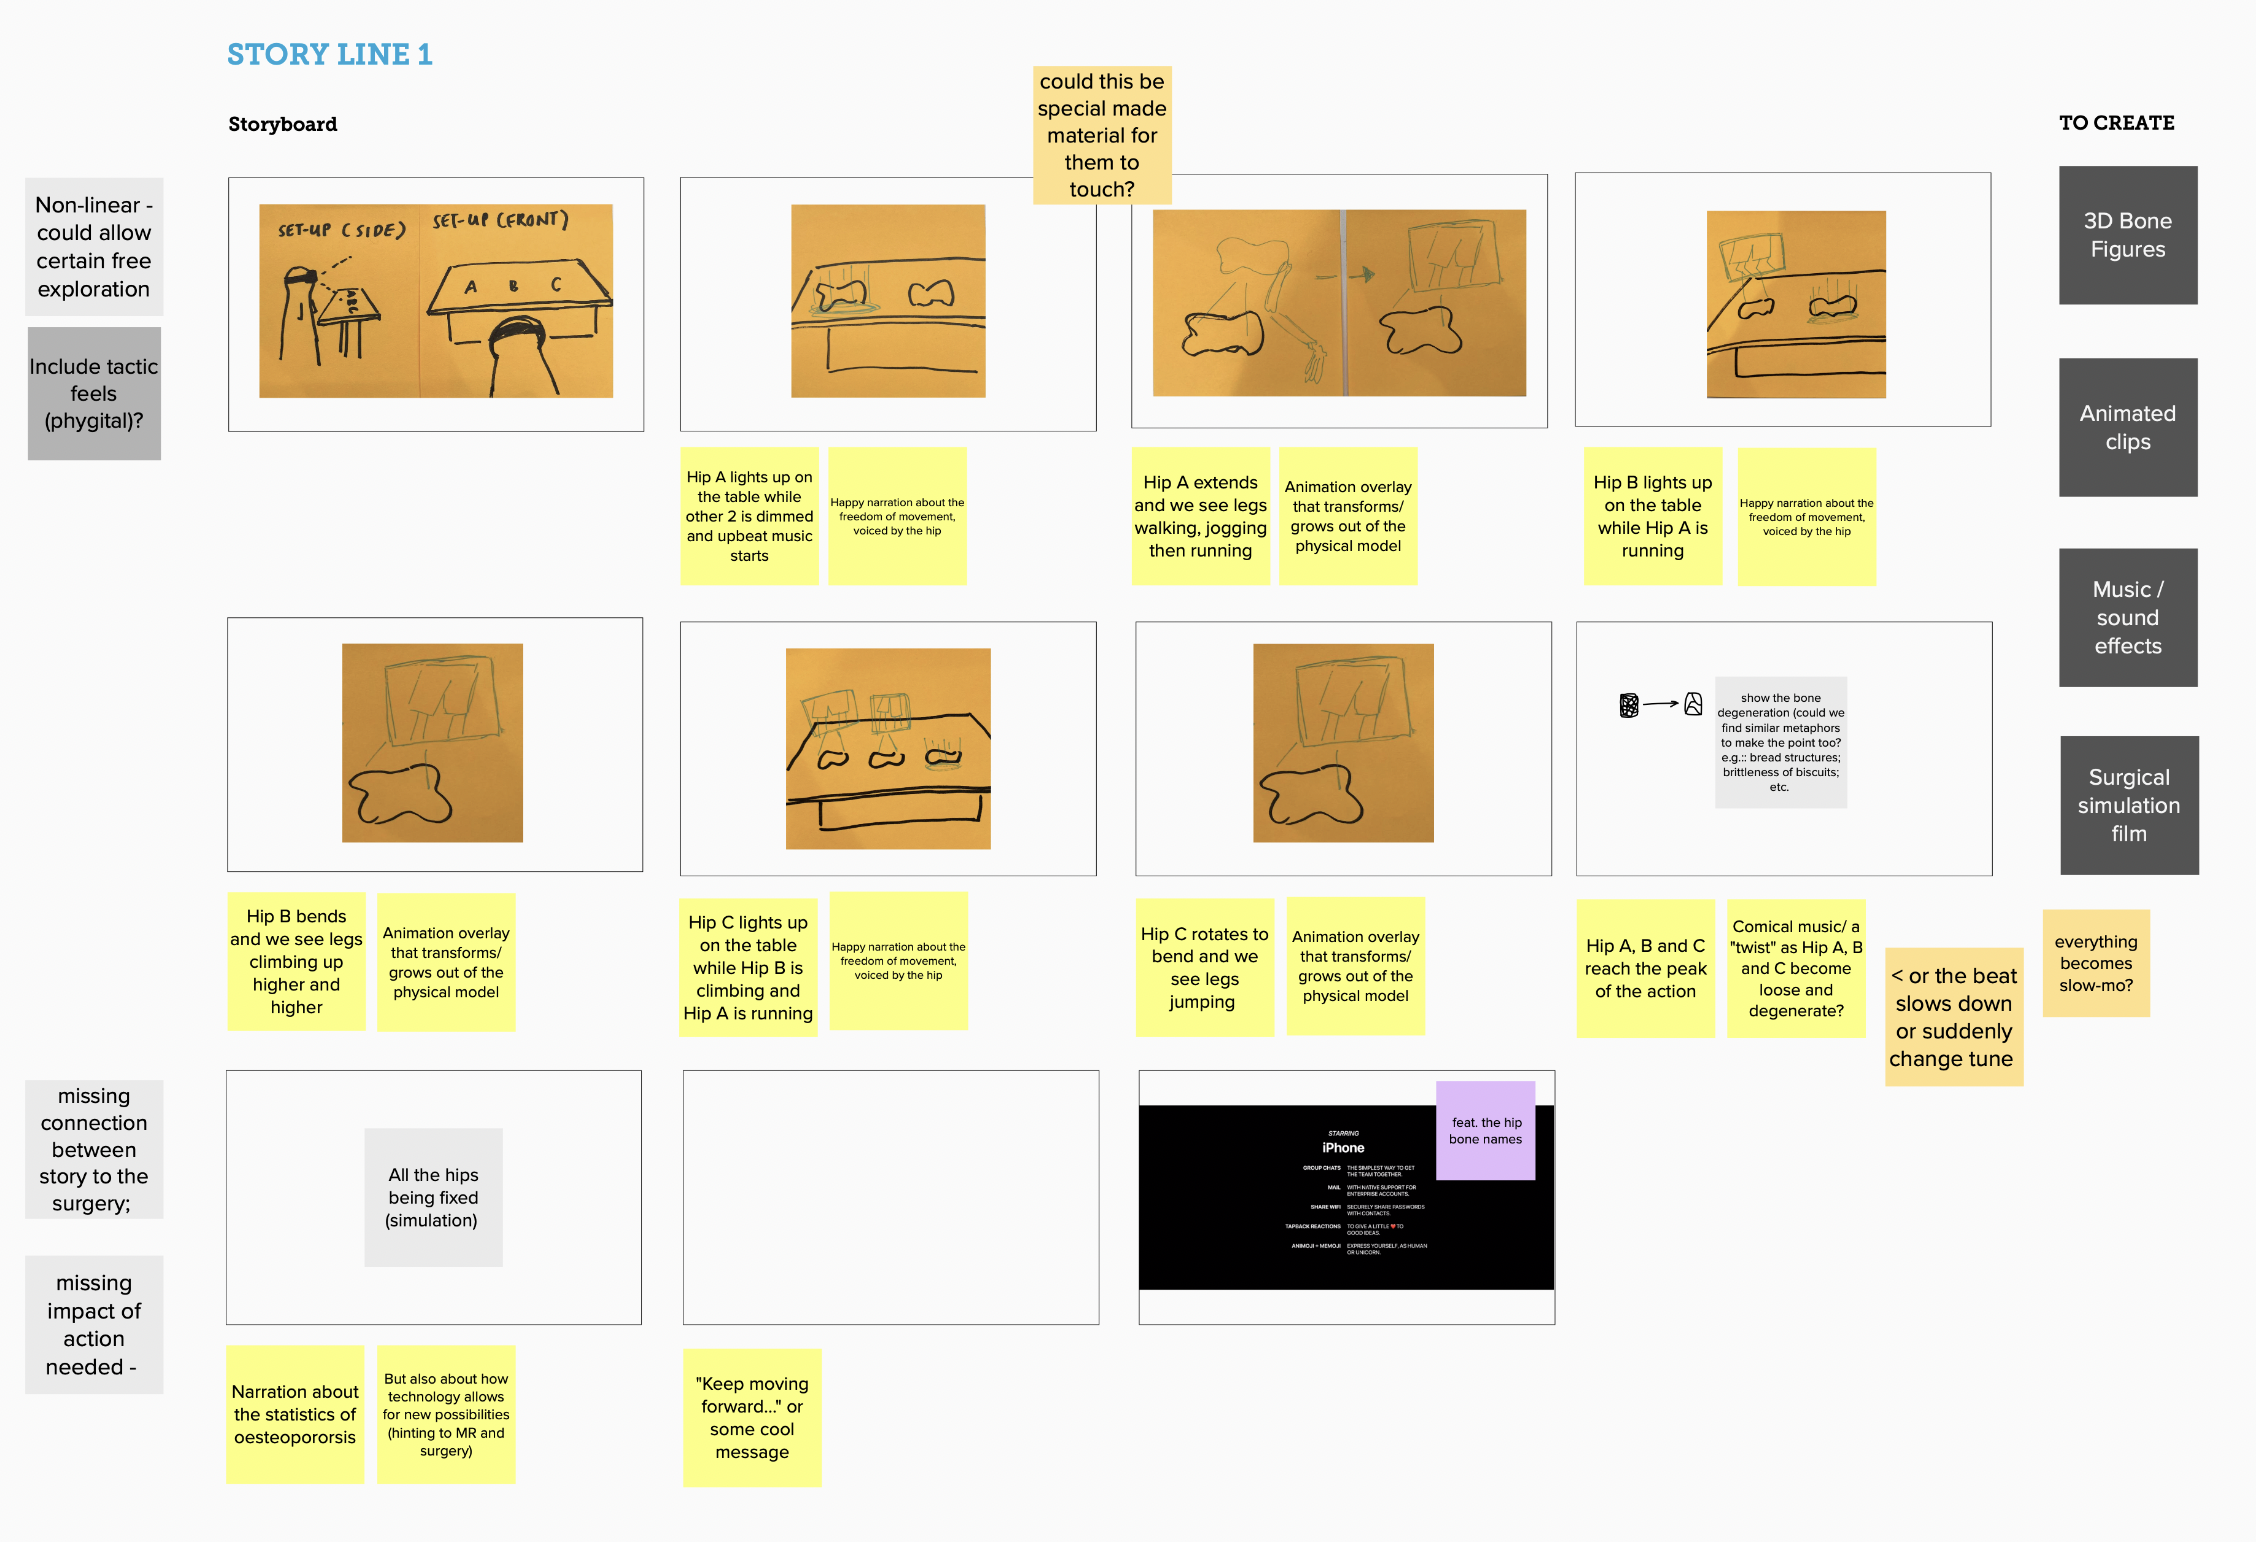 STORY LINE 1
Storyboard
TO CREATE
could this be
special made
material for
them to
touch?
Non-linear -
could allow
certain free
exploration
Include tactic
feels
(phygital)?
SET-UP (SIDE)
ABC
SET-UP (FRONT)
A B C
3D Bone
Figures
Hip A lights up on
the table while
other 2 is dimmed
and upbeat music
starts
Happy narration about the
freedom of movement,
voiced by the hip
Hip A extends
and we see legs
walking, jogging
then running
Animation overlay
that transforms/
grows out of the
physical model
Hip B lights up
on the table
while Hip A is
running
Happy narration about the
freedom of movement,
voiced by the hip
Animated
clips
Music /
sound
effects
show the bone
degeneration (could we
find similar metaphors
to make the point too?
e.g.:: bread structures;
brittleness of biscuits;
etc.
Surgical
simulation
film
Hip B bends
and we see legs
climbing up
higher and
higher
Animation overlay
that transforms/
grows out of the
physical model
Hip C lights up
on the table
while Hip B is
climbing and
Hip A is running
Happy narration about the
freedom of movement,
voiced by the hip
Hip C rotates to
bend and we
see legs
jumping
Animation overlay
that transforms/
grows out of the
physical model
Hip A, B and C
reach the peak
of the action
Comical music/ a
"twist" as Hip A, B
and C become
loose and
degenerate?
< or the beat
slows down
or suddenly
change tune
everything
becomes
slow-mo?
missing
connection
between
story to the
surgery;
missing
impact of
action
needed -
All the hips
being fixed
(simulation)
STARRING
iPhone
GROUP CHATS THE SIMPLEST WAY TO GET
THE TEAM TOGETHER.
MAIL WITH NATIVE SUPPORT FOR
ENTERPRISE ACCOUNTS.
SHARE WIFI SECURELY SHARE PASSWORDS
WITH CONTACTS.
TAPBACK REACTIONS TO GIVE A LITTLE ❤️ TO
GOOD IDEAS.
ANIMOJI + MEMOJI EXPRESS YOURSELF, AS HUMAN
OR UNICORN.
feat. the hip
bone names
Narration about
the statistics of
oesteopororsis
But also about how
technology allows
for new possibilities
(hinting to MR and
surgery)
"Keep moving
forward..." or
some cool
message